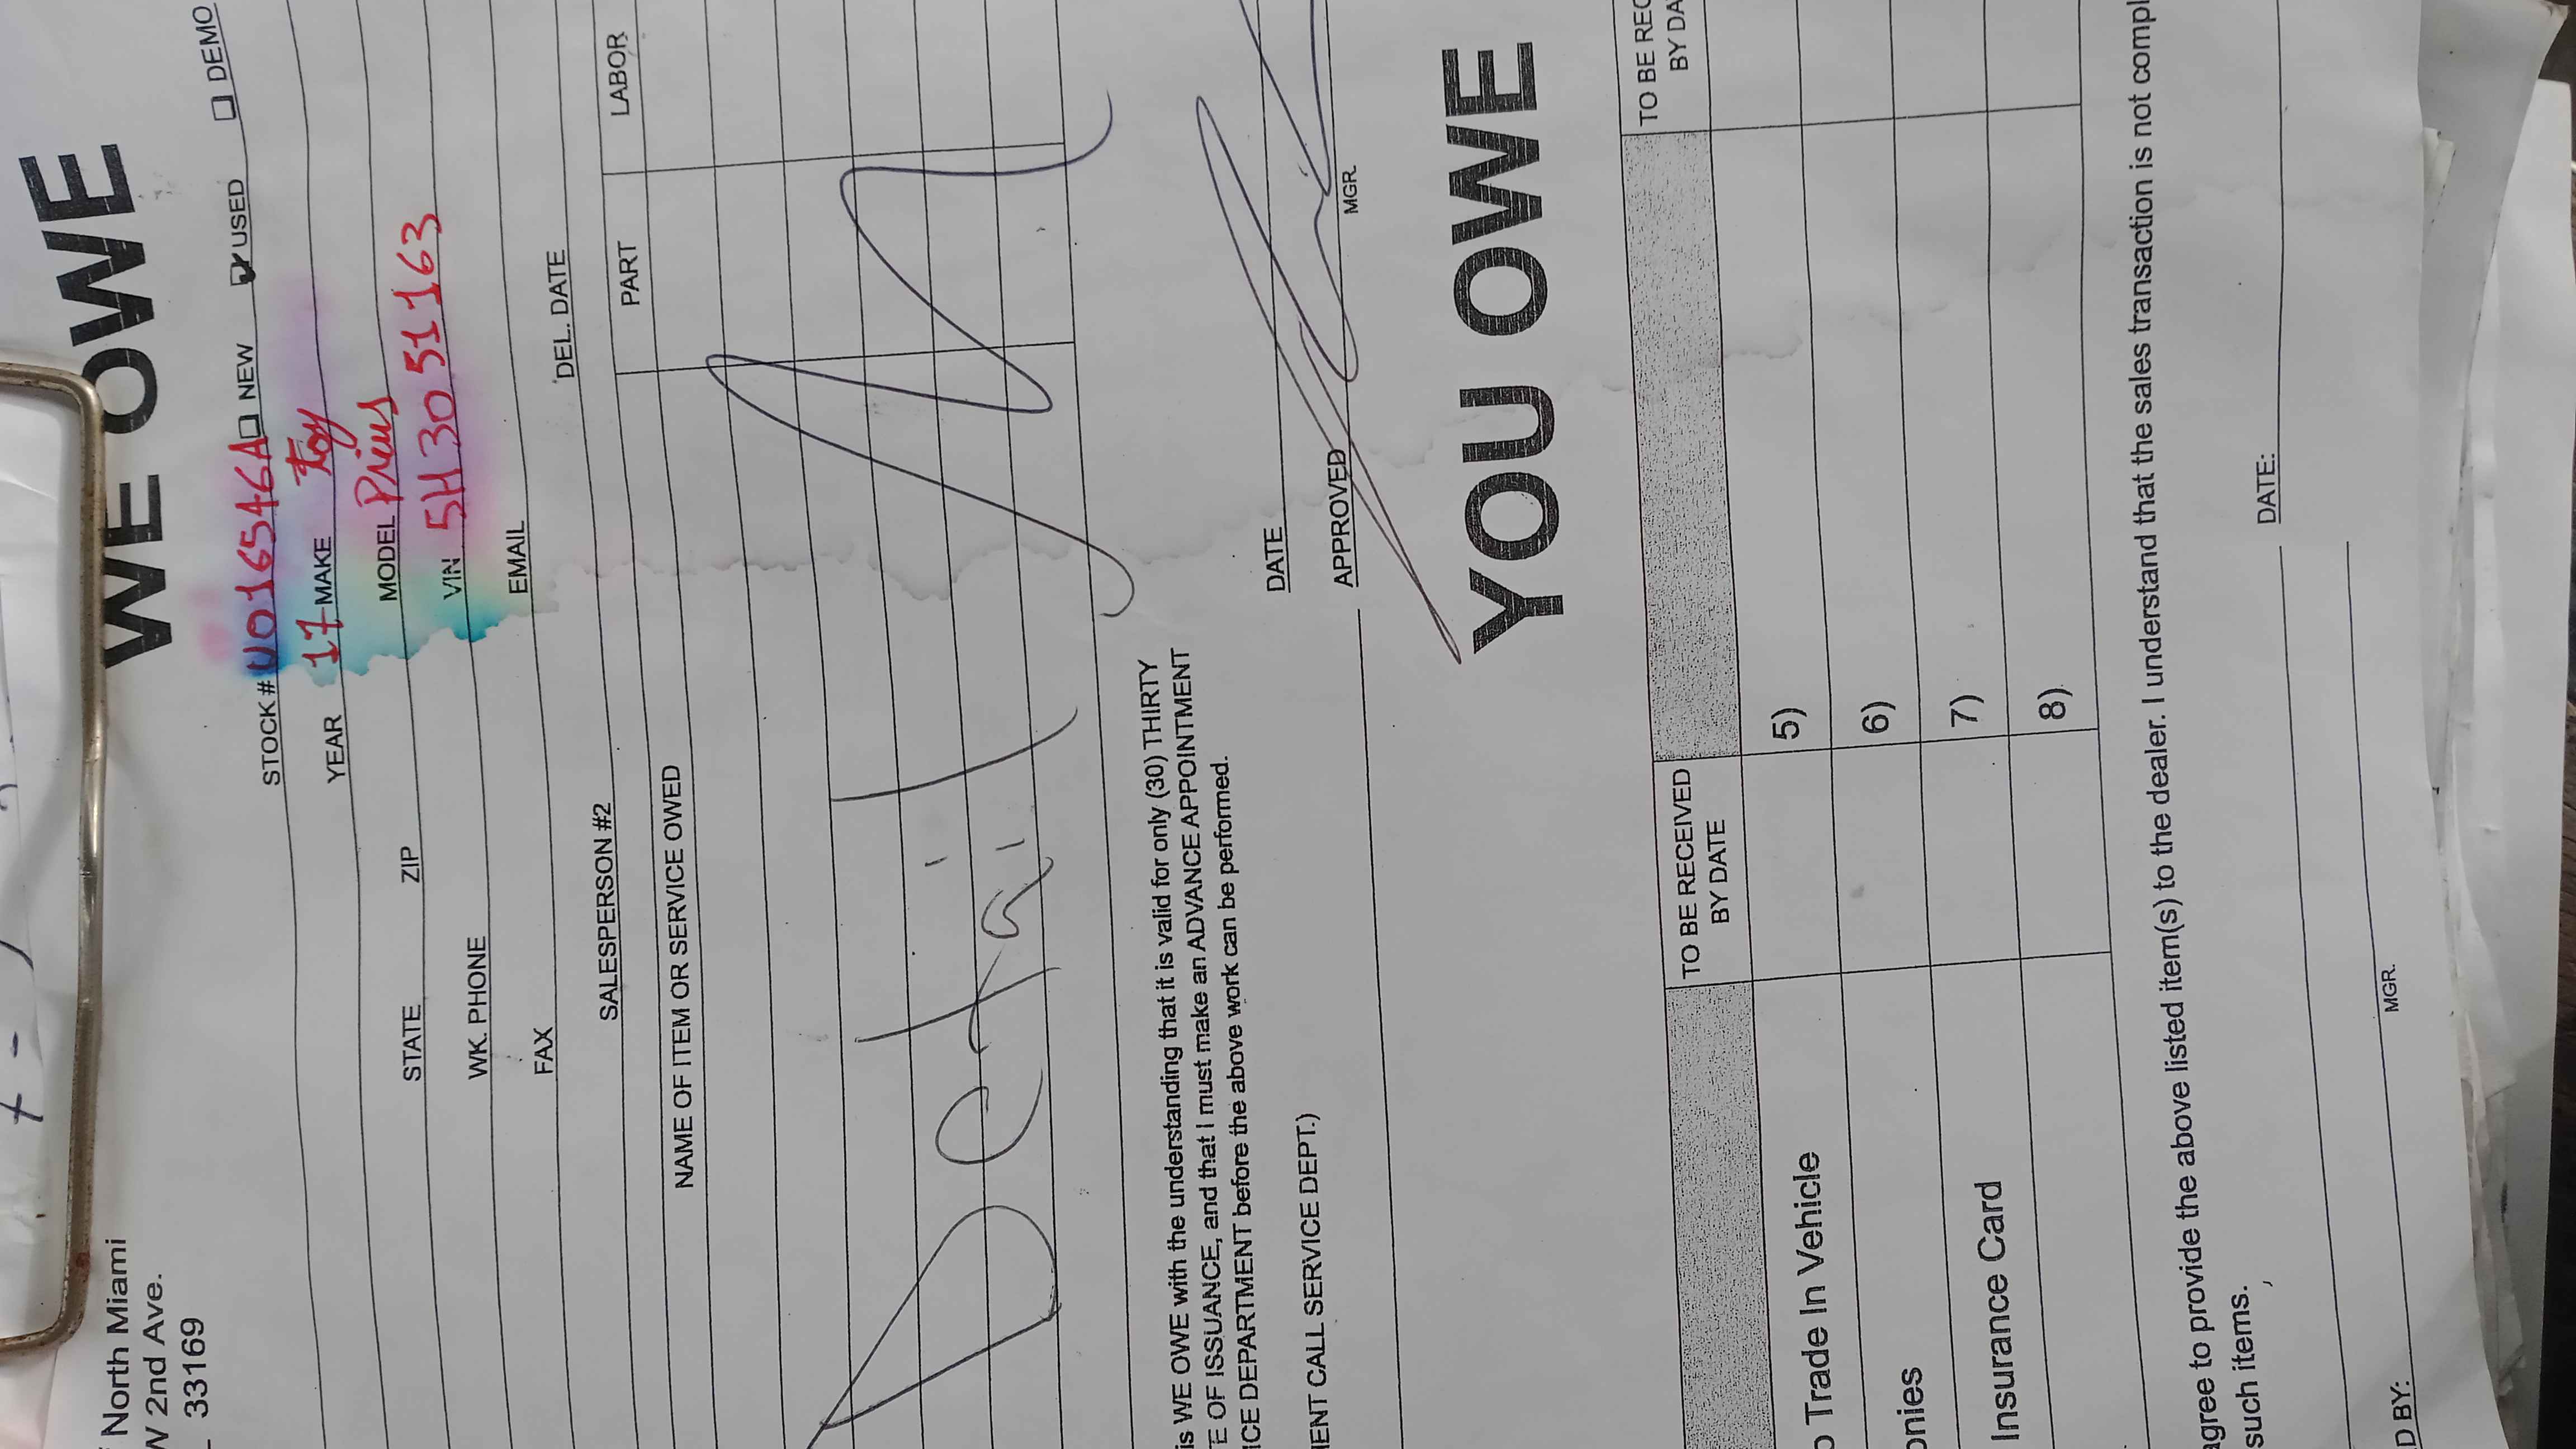 North Miami
W 2nd Ave.
33169
WE OWE
STOCK # U016546A ☐ NEW ☑ USED ☐ DEMO
YEAR 17 MAKE Toy
STATE ZIP MODEL Prius
WK. PHONE VIN 5H3051163
FAX EMAIL
SALESPERSON #2 DEL. DATE
NAME OF ITEM OR SERVICE OWED PART LABOR
Detail
is WE OWE with the understanding that it is valid for only (30) THIRTY
E OF ISSUANCE, and that I must make an ADVANCE APPOINTMENT
ICE DEPARTMENT before the above work can be performed.
DATE
MENT CALL SERVICE DEPT.) APPROVED
MGR.
YOU OWE
TO BE RECEIVED BY DATE TO BE REC BY DA
Trade In Vehicle 5)
onies 6)
Insurance Card 7)
8)
agree to provide the above listed item(s) to the dealer. I understand that the sales transaction is not compl
such items.
DATE:
D BY: MGR.